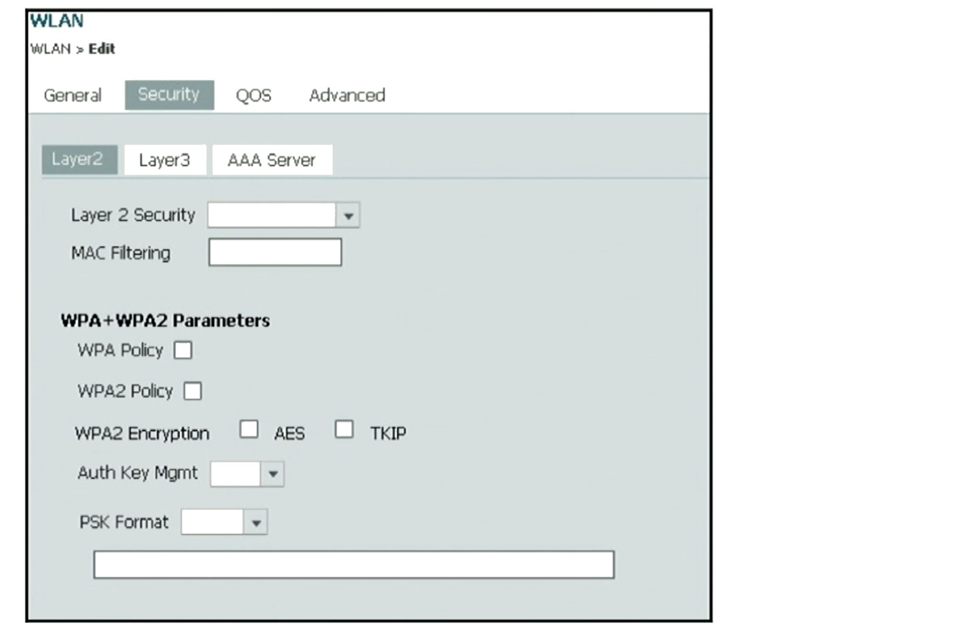 WLAN
WLAN > Edit
General Security QOS Advanced
Layer2 Layer3 AAA Server
Layer 2 Security
MAC Filtering
WPA+WPA2 Parameters
WPA Policy
WPA2 Policy
WPA2 Encryption AES TKIP
Auth Key Mgmt
PSK Format